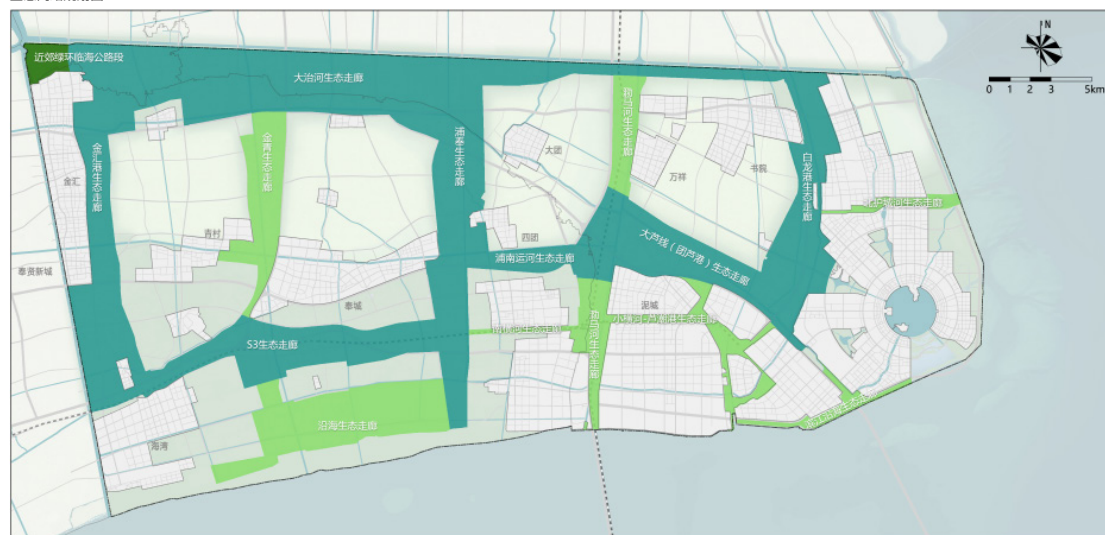 N
0 1 2 3 5km
近郊绿环临海公路段
大治河生态走廊
金汇港生态走廊
金汇
金青生态走廊
浦奉生态走廊
大团
万祥
书院
白龙港生态走廊
青村
四团
奉贤新城
浦南运河生态走廊
大芦线（团芦港）生态走廊
奉城
泥城
S3生态走廊
沿海生态走廊
海湾